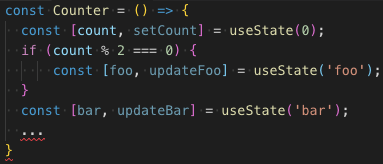 const Counter = () => {
  const [count, setCount] = useState(0);
  if (count % 2 === 0) {
    const [foo, updateFoo] = useState('foo');
  }
  const [bar, updateBar] = useState('bar');
  ...
}